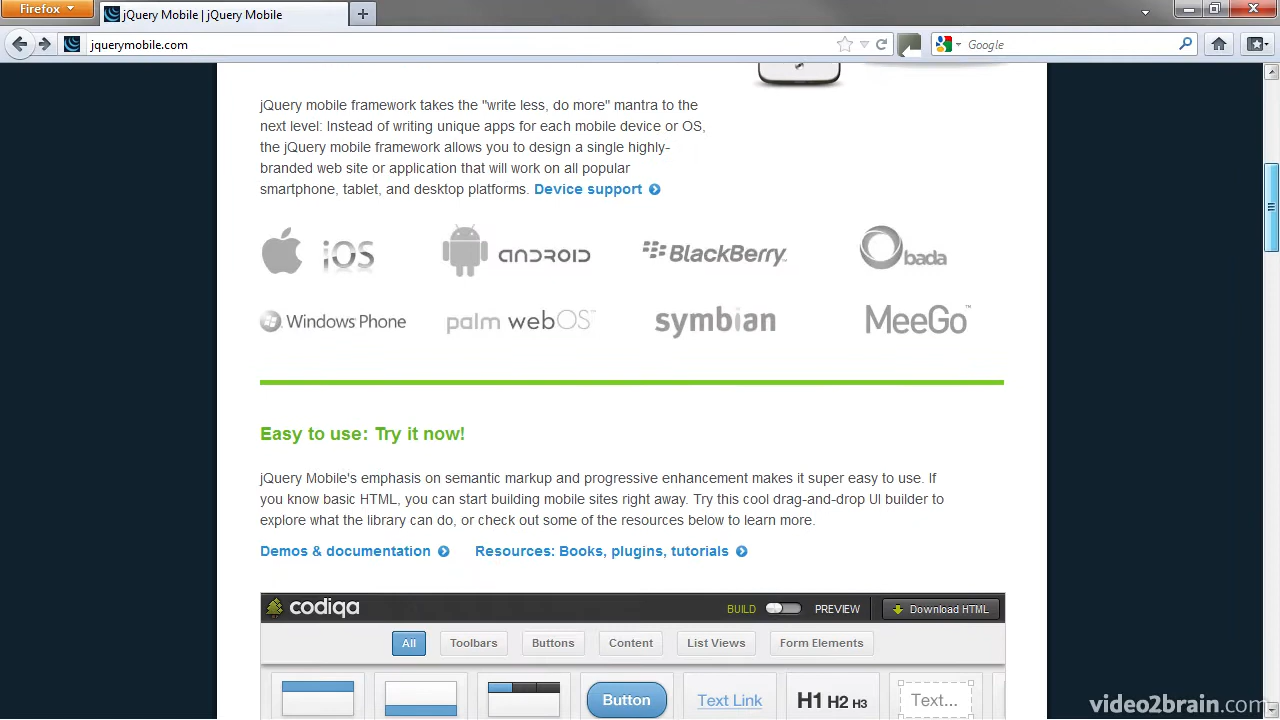 Firefox
jQuery Mobile | jQuery Mobile
jquerymobile.com
Google
jQuery mobile framework takes the "write less, do more" mantra to the
next level: Instead of writing unique apps for each mobile device or OS,
the jQuery mobile framework allows you to design a single highly-
branded web site or application that will work on all popular
smartphone, tablet, and desktop platforms. Device support
iOS android BlackBerry bada
Windows Phone palm webOS™ symbian MeeGo™
Easy to use: Try it now!
jQuery Mobile's emphasis on semantic markup and progressive enhancement makes it super easy to use. If
you know basic HTML, you can start building mobile sites right away. Try this cool drag-and-drop UI builder to
explore what the library can do, or check out some of the resources below to learn more.
Demos & documentation Resources: Books, plugins, tutorials
codiqa BUILD PREVIEW Download HTML
All Toolbars Buttons Content List Views Form Elements
Button Text Link H1 H2 H3 Text...
video2brain.com